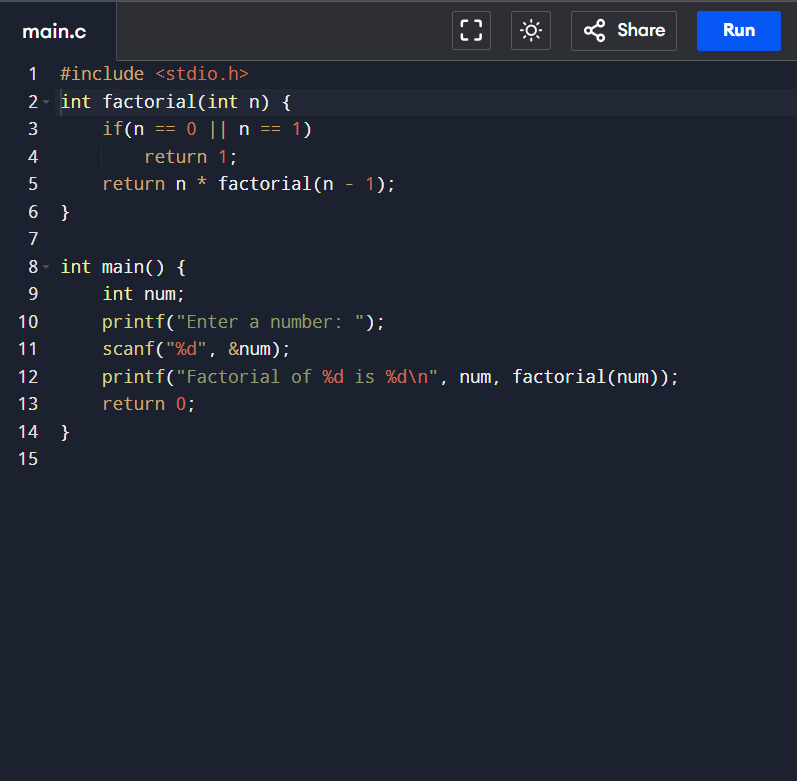 main.c Share Run
1 #include <stdio.h>
2 int factorial(int n) {
3     if(n == 0 || n == 1)
4         return 1;
5     return n * factorial(n - 1);
6 }
7
8 int main() {
9     int num;
10     printf("Enter a number: ");
11     scanf("%d", &num);
12     printf("Factorial of %d is %d\n", num, factorial(num));
13     return 0;
14 }
15